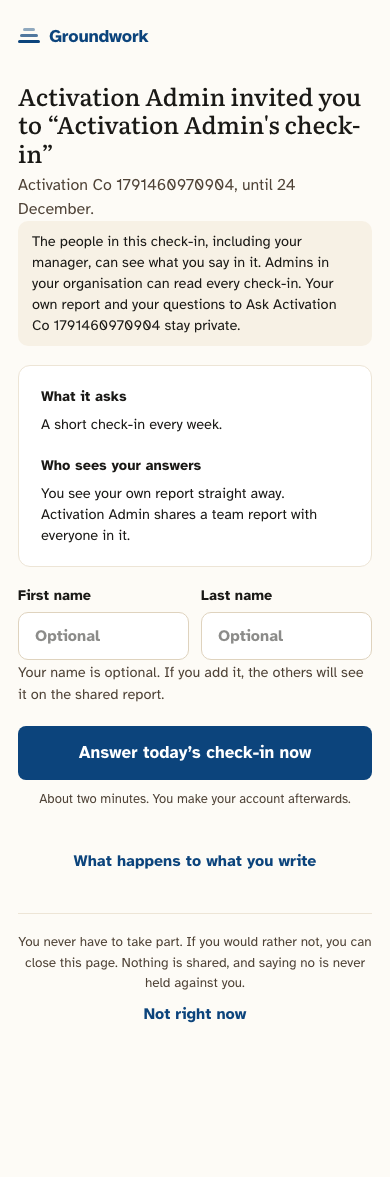 Groundwork
Activation Admin invited you
to “Activation Admin's check-
in”
Activation Co 1791460970904, until 24
December.
The people in this check-in, including your
manager, can see what you say in it. Admins in
your organisation can read every check-in. Your
own report and your questions to Ask Activation
Co 1791460970904 stay private.
What it asks
A short check-in every week.
Who sees your answers
You see your own report straight away.
Activation Admin shares a team report with
everyone in it.
First name
Last name
Optional
Optional
Your name is optional. If you add it, the others will see
it on the shared report.
Answer today’s check-in now
About two minutes. You make your account afterwards.
What happens to what you write
You never have to take part. If you would rather not, you can
close this page. Nothing is shared, and saying no is never
held against you.
Not right now